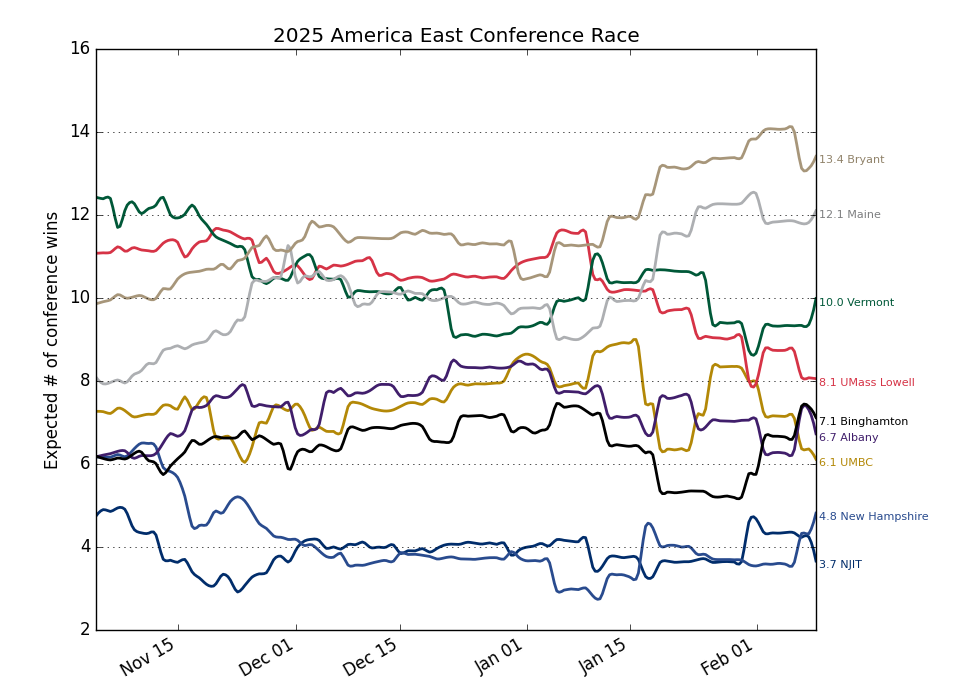 2025 America East Conference Race
Expected # of conference wins
16
14
12
10
8
6
4
2
Nov 15
Dec 01
Dec 15
Jan 01
Jan 15
Feb 01
13.4 Bryant
12.1 Maine
10.0 Vermont
8.1 UMass Lowell
7.1 Binghamton
6.7 Albany
6.1 UMBC
4.8 New Hampshire
3.7 NJIT